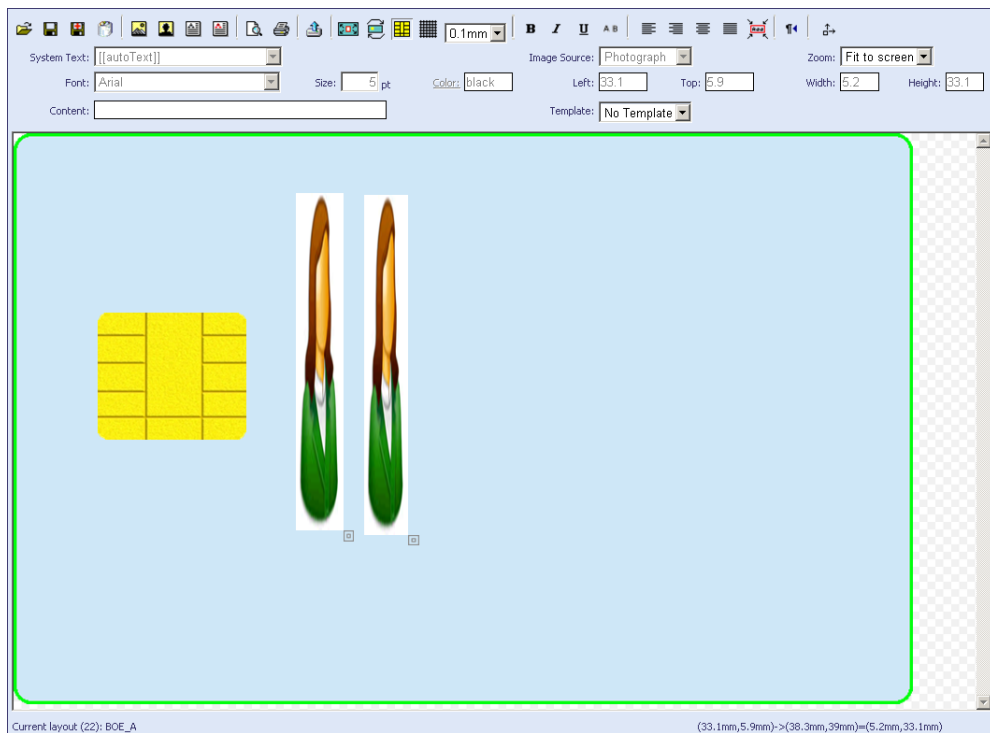 0.1mm B I U A B
System Text: [[autoText]] Image Source: Photograph Zoom: Fit to screen
Font: Arial Size: 5 pt Color: black Left: 33.1 Top: 5.9 Width: 5.2 Height: 33.1
Content: Template: No Template
Current layout (22): BOE_A (33.1mm,5.9mm)->(38.3mm,39mm)=(5.2mm,33.1mm)